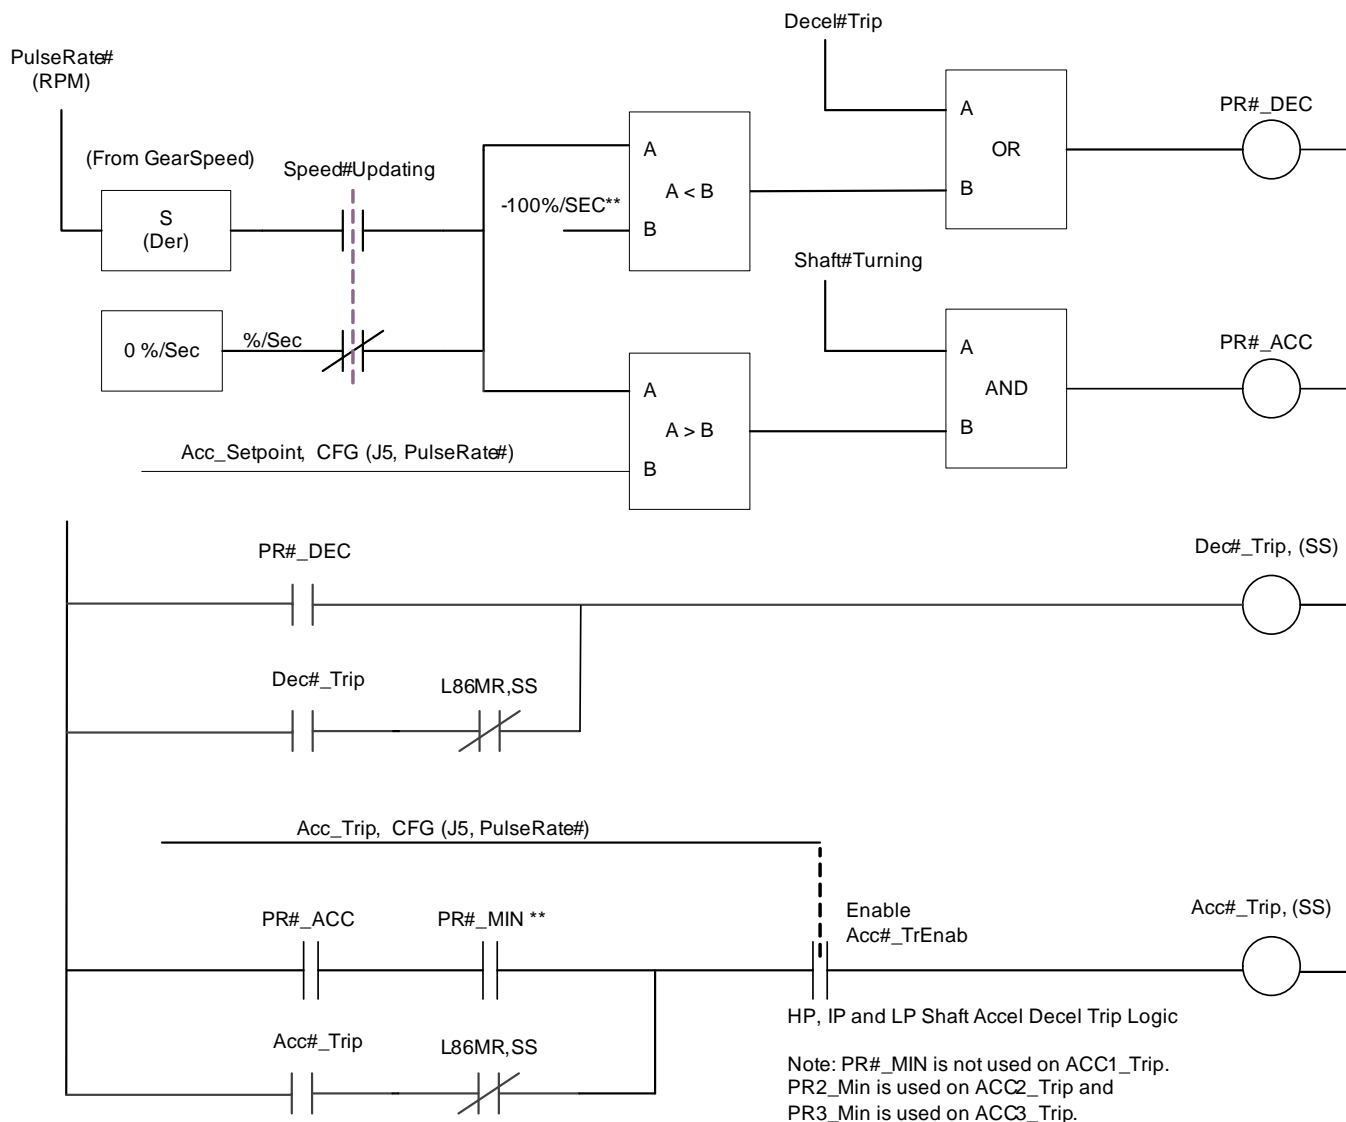 Decel#Trip
PulseRate#
(RPM)
PR#_DEC
A
OR
B
(From GearSpeed)
Speed#Updating
S
(Der)
A
A < B
B
-100%/SEC**
Shaft#Turning
0 %/Sec
%/Sec
A
AND
B
PR#_ACC
A
A > B
B
Acc_Setpoint, CFG (J5, PulseRate#)
PR#_DEC
Dec#_Trip, (SS)
Dec#_Trip
L86MR,SS
Acc_Trip, CFG (J5, PulseRate#)
PR#_ACC
PR#_MIN **
Enable
Acc#_TrEnab
Acc#_Trip, (SS)
Acc#_Trip
L86MR,SS
HP, IP and LP Shaft Accel Decel Trip Logic
Note: PR#_MIN is not used on ACC1_Trip.
PR2_Min is used on ACC2_Trip and
PR3_Min is used on ACC3_Trip.